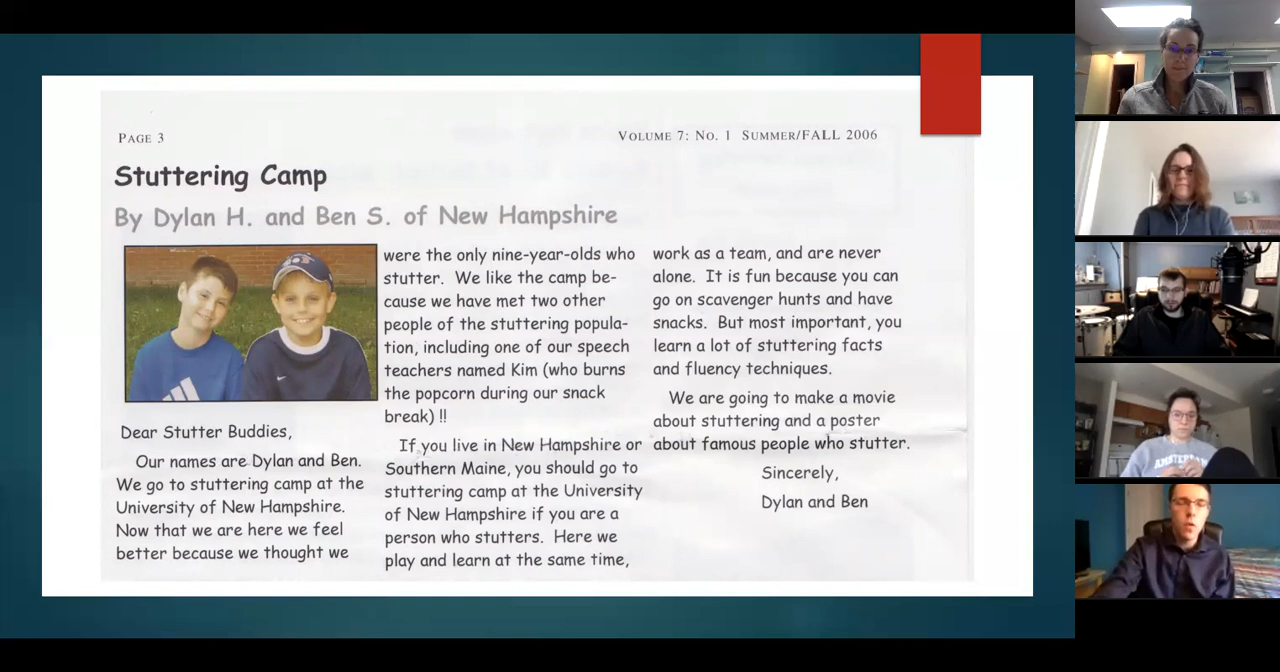 PAGE 3
VOLUME 7: NO. 1 SUMMER/FALL 2006
Stuttering Camp
By Dylan H. and Ben S. of New Hampshire
Dear Stutter Buddies,
Our names are Dylan and Ben.
We go to stuttering camp at the
University of New Hampshire.
Now that we are here we feel
better because we thought we
were the only nine-year-olds who
stutter. We like the camp be-
cause we have met two other
people of the stuttering popula-
tion, including one of our speech
teachers named Kim (who burns
the popcorn during our snack
break) !!
If you live in New Hampshire or
Southern Maine, you should go to
stuttering camp at the University
of New Hampshire if you are a
person who stutters. Here we
play and learn at the same time,
work as a team, and are never
alone. It is fun because you can
go on scavenger hunts and have
snacks. But most important, you
learn a lot of stuttering facts
and fluency techniques.
We are going to make a movie
about stuttering and a poster
about famous people who stutter.
Sincerely,
Dylan and Ben